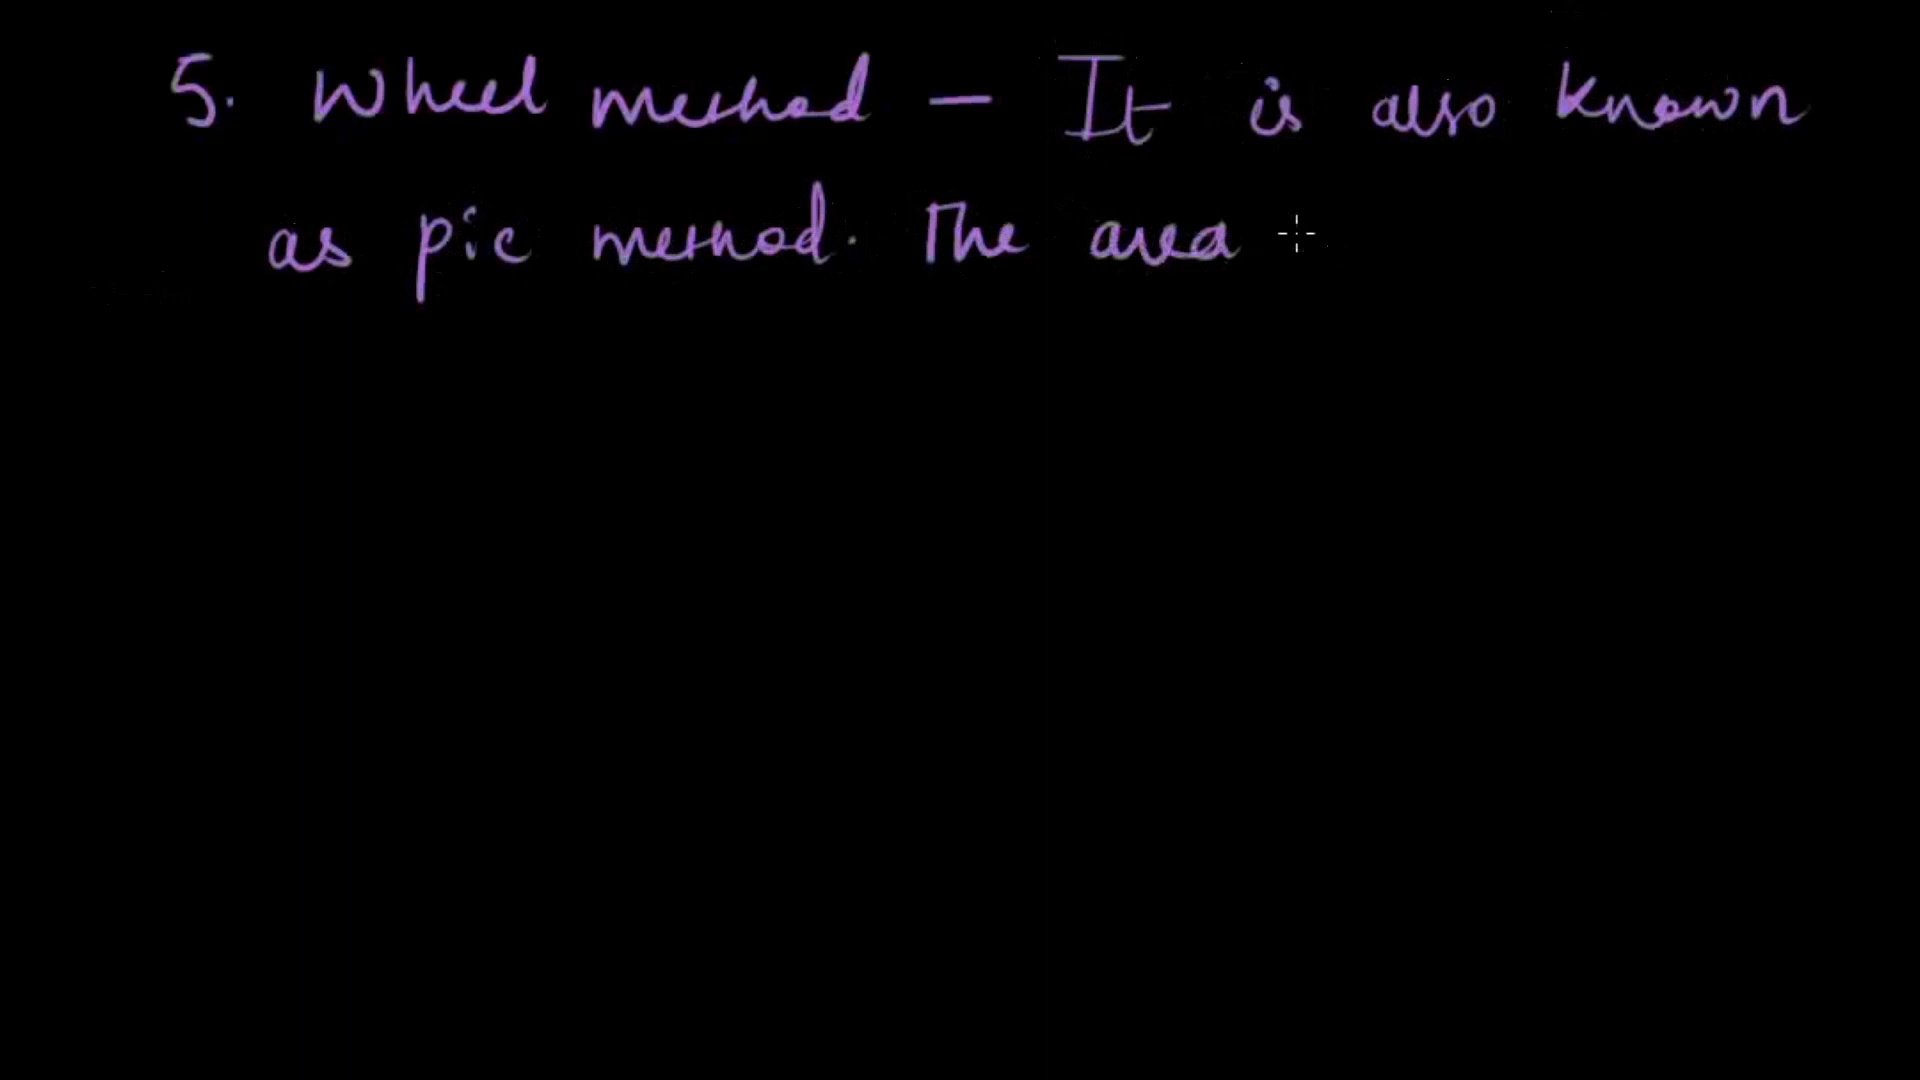 5. Wheel method – It is also known
as pie method. The area